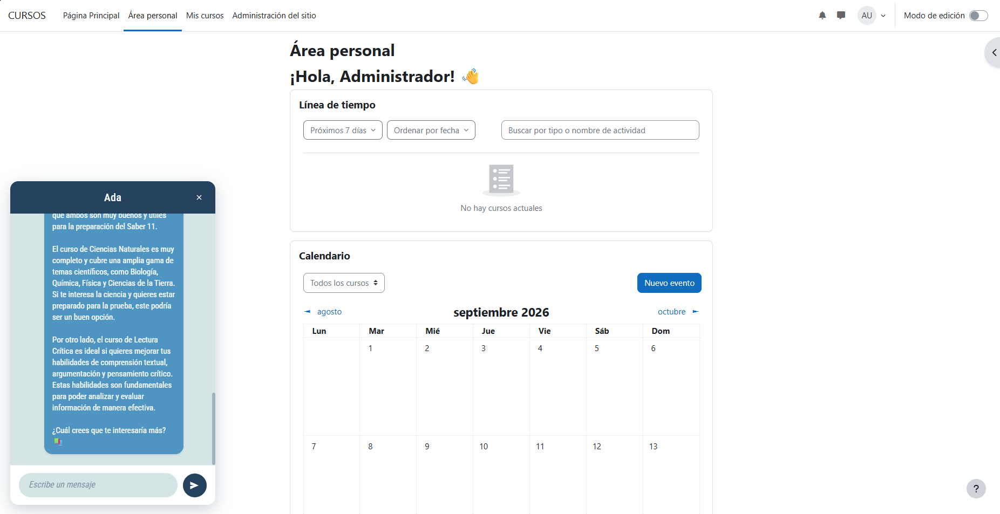 CURSOS
Página Principal
Área personal
Mis cursos
Administración del sitio
AU
Modo de edición
Área personal
¡Hola, Administrador! 👋
Línea de tiempo
Próximos 7 días
Ordenar por fecha
Buscar por tipo o nombre de actividad
No hay cursos actuales
Calendario
Todos los cursos
Nuevo evento
agosto
septiembre 2026
octubre
Lun Mar Mié Jue Vie Sáb Dom
1 2 3 4 5 6
7 8 9 10 11 12 13
Ada
×
que ambos son muy buenos y útiles
para la preparación del Saber 11.
El curso de Ciencias Naturales es muy
completo y cubre una amplia gama de
temas científicos, como Biología,
Química, Física y Ciencias de la Tierra.
Si te interesa la ciencia y quieres estar
preparado para la prueba, este podría
ser un buen opción.
Por otro lado, el curso de Lectura
Crítica es ideal si quieres mejorar tus
habilidades de comprensión textual,
argumentación y pensamiento crítico.
Estas habilidades son fundamentales
para poder analizar y evaluar
información de manera efectiva.
¿Cuál crees que te interesaría más?
Escribe un mensaje
?